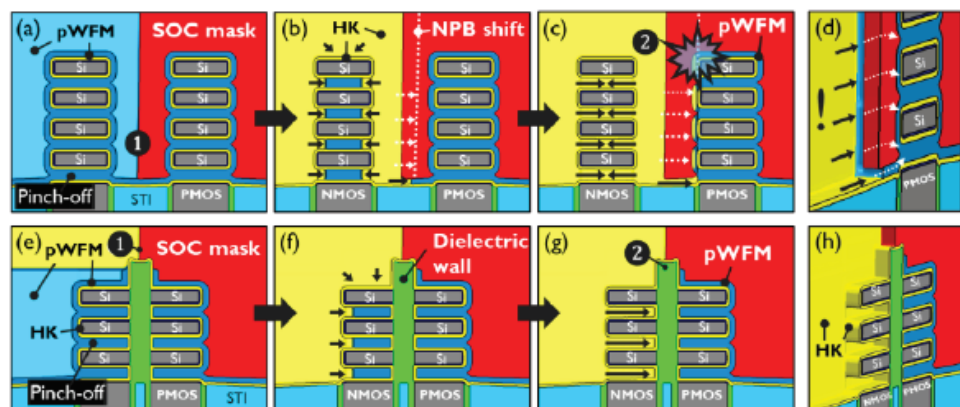 (a) pWFM SOC mask
Si Si
Si Si
Si Si
Si Si
1
Pinch-off STI PMOS
(b) HK NPB shift
Si Si
Si Si
Si Si
Si Si
NMOS PMOS
(c) 2 pWFM
Si Si
Si Si
Si Si
Si Si
NMOS PMOS
(d)
Si
Si
!
Si
PMOS
(e) 1 SOC mask
pWFM
Si Si
HK Si Si
Si Si
Pinch-off PMOS STI
(f) Dielectric
wall
Si Si
Si Si
Si Si
NMOS PMOS
(g) 2 pWFM
Si Si
Si Si
Si Si
NMOS PMOS
(h)
Si Si
HK Si Si
Si Si
NMOS PMOS